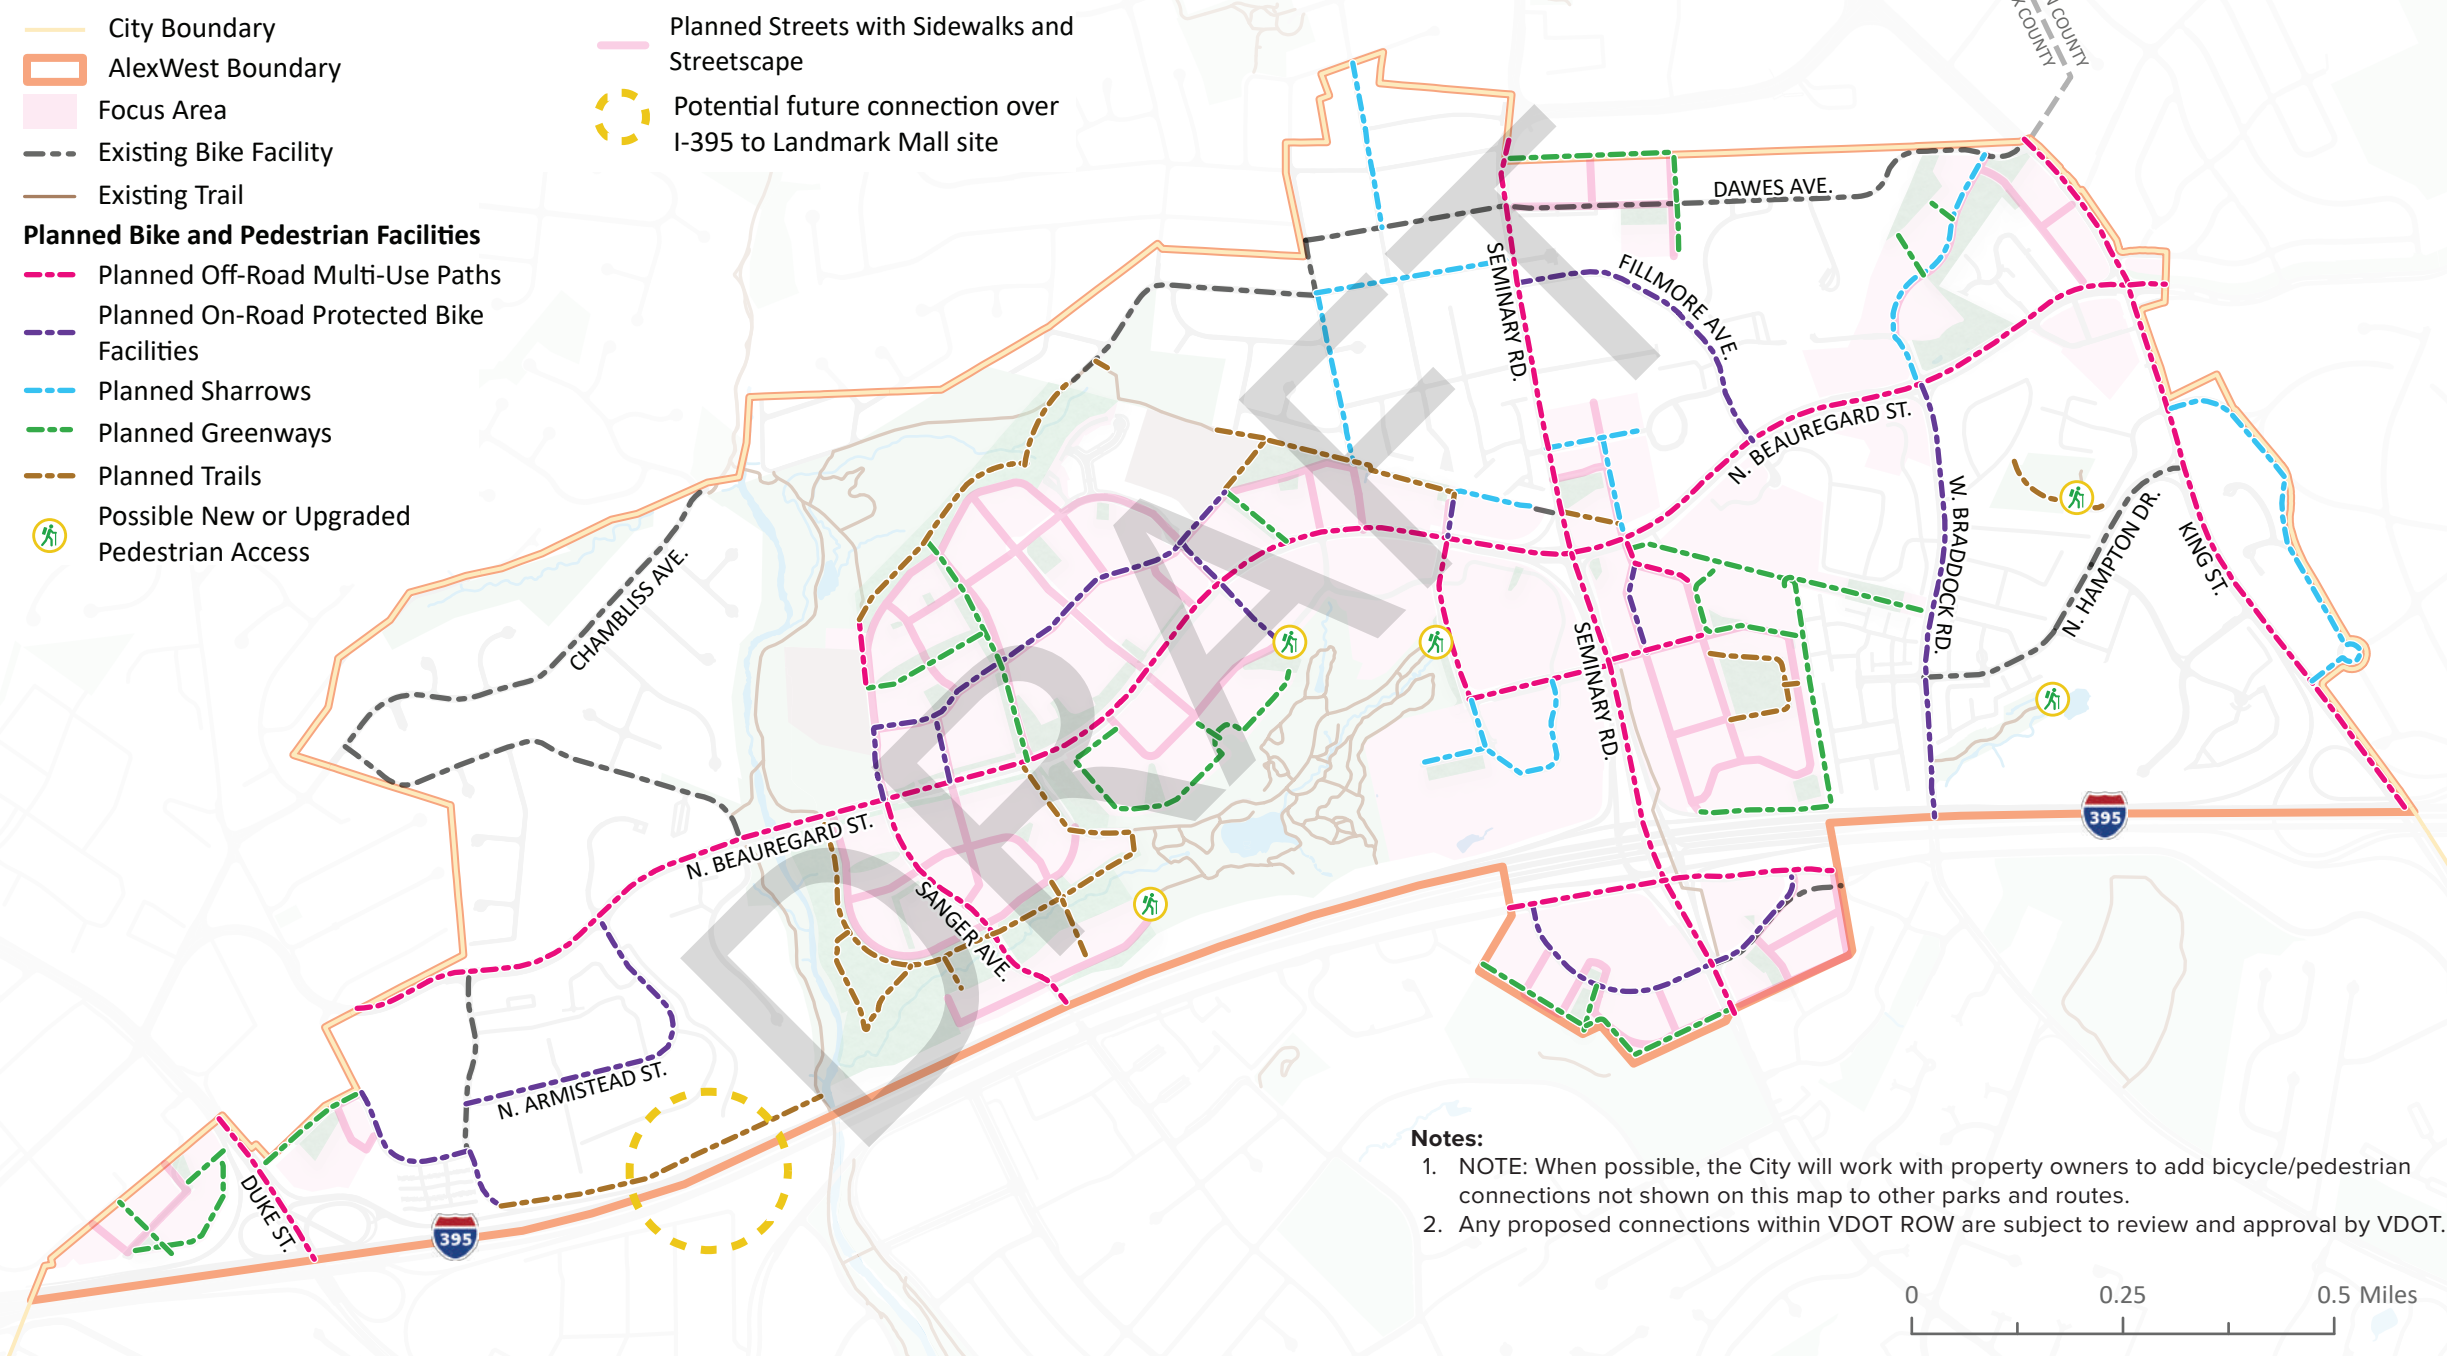 City Boundary
AlexWest Boundary
Focus Area
Existing Bike Facility
Existing Trail
Planned Bike and Pedestrian Facilities
Planned Off-Road Multi-Use Paths
Planned On-Road Protected Bike
Facilities
Planned Sharrows
Planned Greenways
Planned Trails
Possible New or Upgraded
Pedestrian Access
Planned Streets with Sidewalks and
Streetscape
Potential future connection over
I-395 to Landmark Mall site
COUNTY
COUNTY
DAWES AVE.
SEMINARY RD.
FILLMORE AVE.
N. BEAUREGARD ST.
W. BRADDOCK RD.
N. HAMPTON DR.
KING ST.
CHAMBLISS AVE.
SEMINARY RD.
N. BEAUREGARD ST.
SANGER AVE.
N. ARMISTEAD ST.
DUKE ST.
395
395
DRAFT
Notes:
1. NOTE: When possible, the City will work with property owners to add bicycle/pedestrian
connections not shown on this map to other parks and routes.
2. Any proposed connections within VDOT ROW are subject to review and approval by VDOT.
0 0.25 0.5 Miles